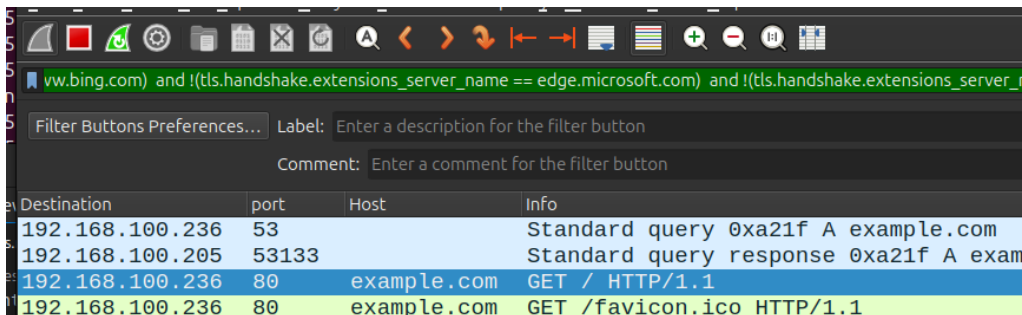 vw.bing.com) and !(tls.handshake.extensions_server_name == edge.microsoft.com) and !(tls.handshake.extensions_server_
Filter Buttons Preferences... Label: Enter a description for the filter button
Comment: Enter a comment for the filter button
Destination port Host Info
192.168.100.236 53 Standard query 0xa21f A example.com
192.168.100.205 53133 Standard query response 0xa21f A exam
192.168.100.236 80 example.com GET / HTTP/1.1
192.168.100.236 80 example.com GET /favicon.ico HTTP/1.1